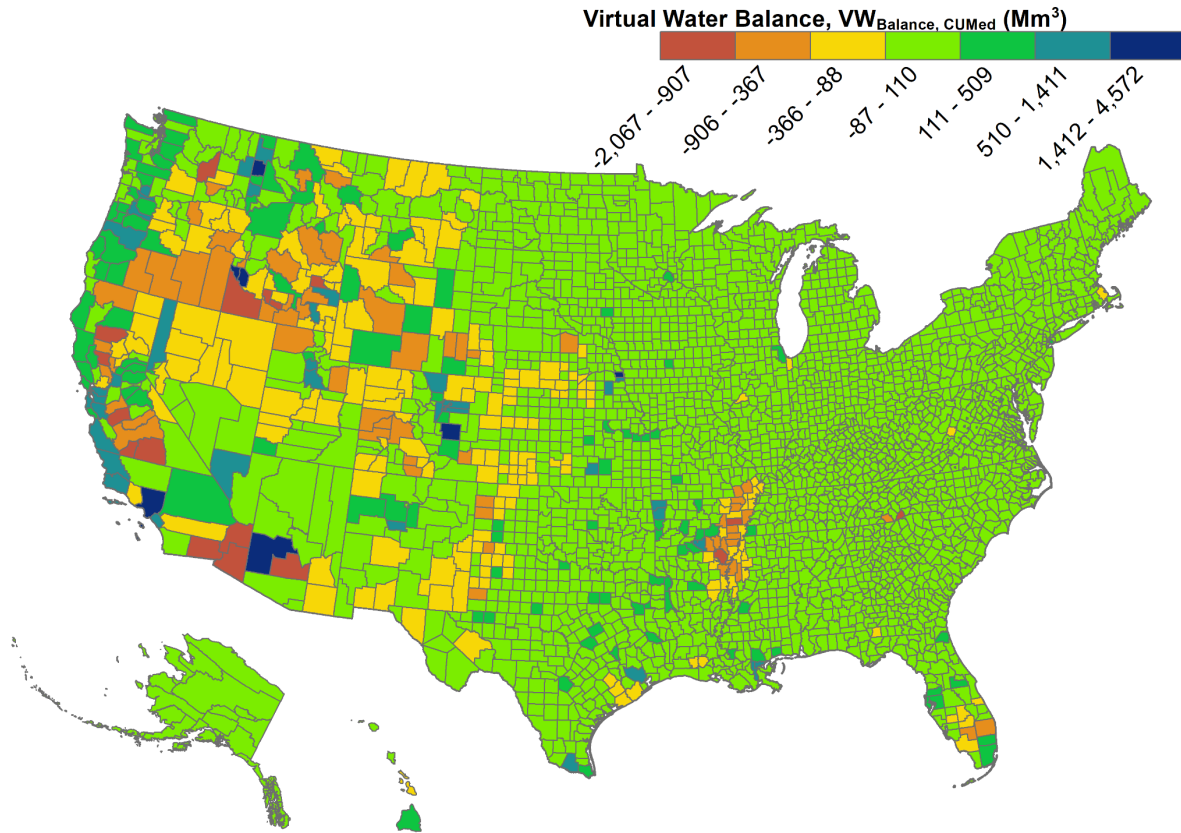 Virtual Water Balance, VWBalance, CUMed (Mm³)
-2,067 - -907
-906 - -367
-366 - -88
-87 - 110
111 - 509
510 - 1,411
1,412 - 4,572